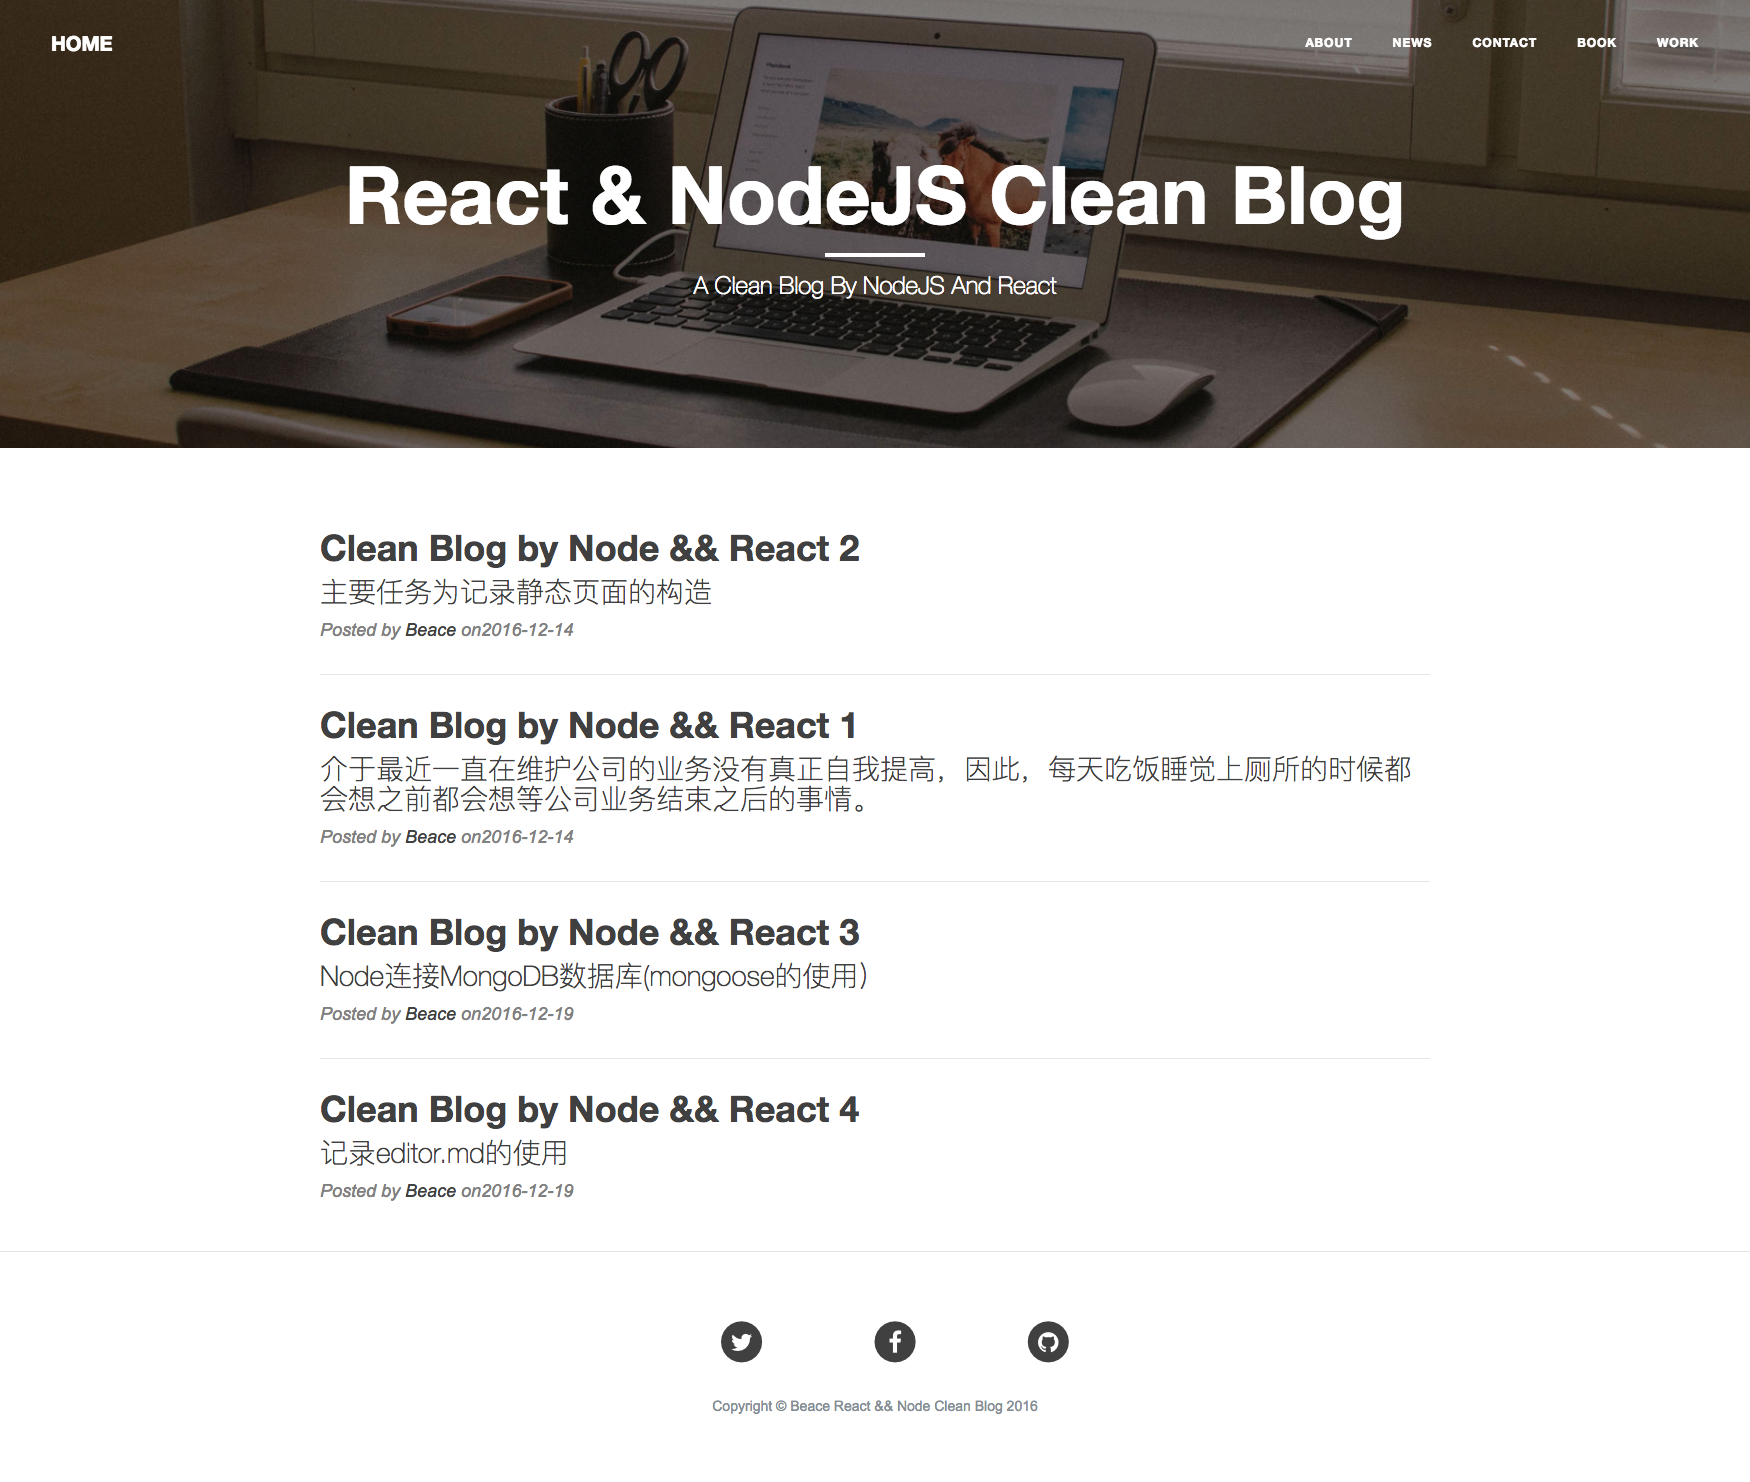 HOME
ABOUT NEWS CONTACT BOOK WORK
React & NodeJS Clean Blog
A Clean Blog By NodeJS And React
Clean Blog by Node && React 2
主要任务为记录静态页面的构造
Posted by Beace on2016-12-14
Clean Blog by Node && React 1
介于最近一直在维护公司的业务没有真正自我提高，因此，每天吃饭睡觉上厕所的时候都
会想之前都会想等公司业务结束之后的事情。
Posted by Beace on2016-12-14
Clean Blog by Node && React 3
Node连接MongoDB数据库(mongoose的使用）
Posted by Beace on2016-12-19
Clean Blog by Node && React 4
记录editor.md的使用
Posted by Beace on2016-12-19
Copyright © Beace React && Node Clean Blog 2016